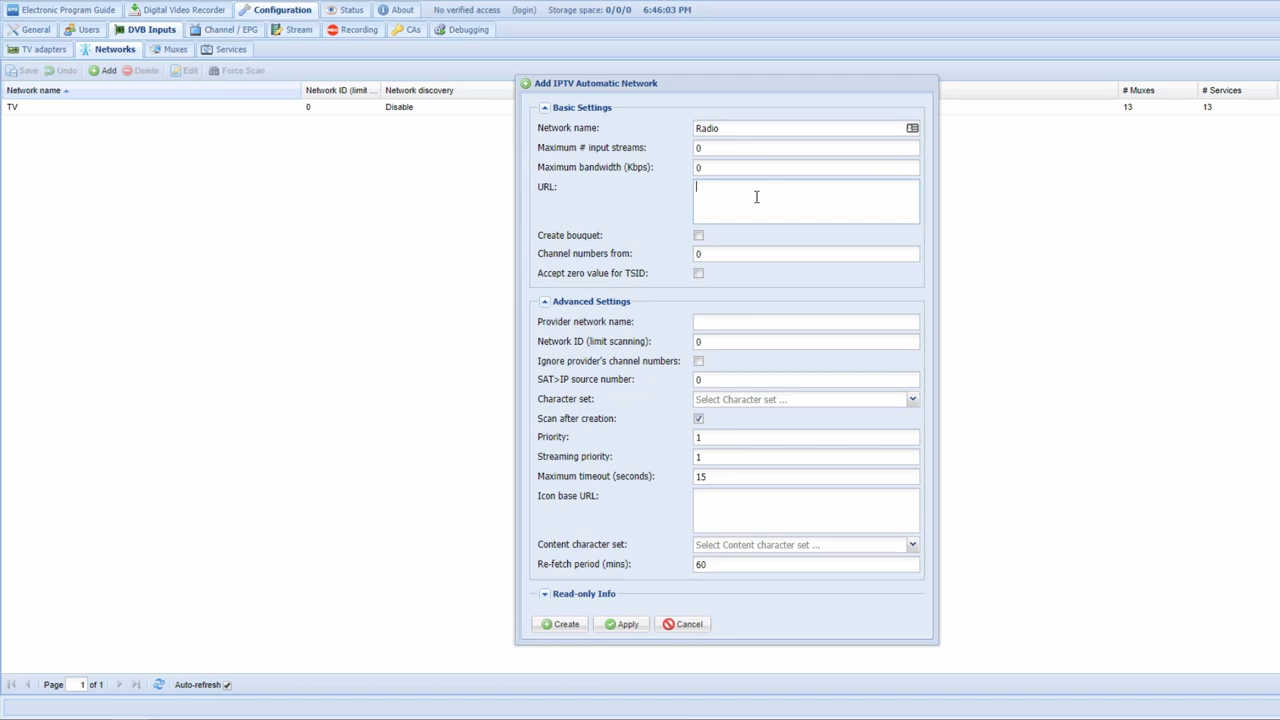 Electronic Program Guide Digital Video Recorder Configuration Status About No verified access (login) Storage space: 0/0/0 6:46:03 PM
General Users DVB Inputs Channel / EPG Stream Recording CAs Debugging
TV adapters Networks Muxes Services
Save Undo Add Delete Edit Force Scan
Network name Network ID (limit ... Network discovery # Muxes # Services
TV 0 Disable 13 13
Add IPTV Automatic Network
Basic Settings
Network name: Radio
Maximum # input streams: 0
Maximum bandwidth (Kbps): 0
URL:
Create bouquet:
Channel numbers from: 0
Accept zero value for TSID:
Advanced Settings
Provider network name:
Network ID (limit scanning): 0
Ignore provider's channel numbers:
SAT>IP source number: 0
Character set: Select Character set ...
Scan after creation:
Priority: 1
Streaming priority: 1
Maximum timeout (seconds): 15
Icon base URL:
Content character set: Select Content character set ...
Re-fetch period (mins): 60
Read-only Info
Create Apply Cancel
Page 1 of 1 Auto-refresh